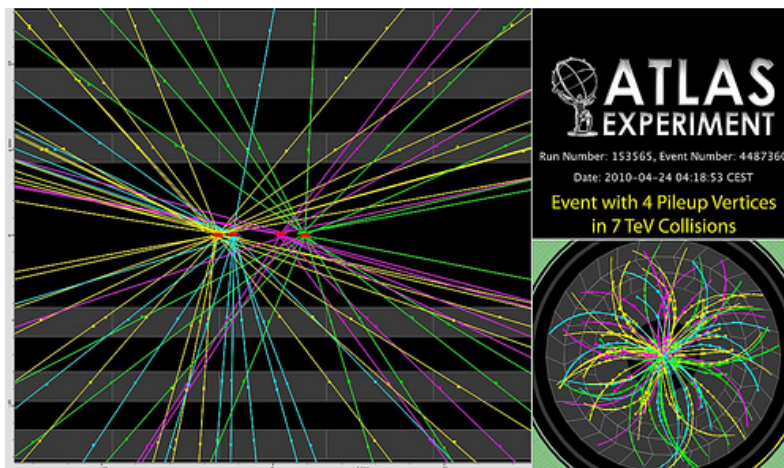 ATLAS
EXPERIMENT
Run Number: 153565, Event Number: 4487360
Date: 2010-04-24 04:18:53 CEST
Event with 4 Pileup Vertices
in 7 TeV Collisions